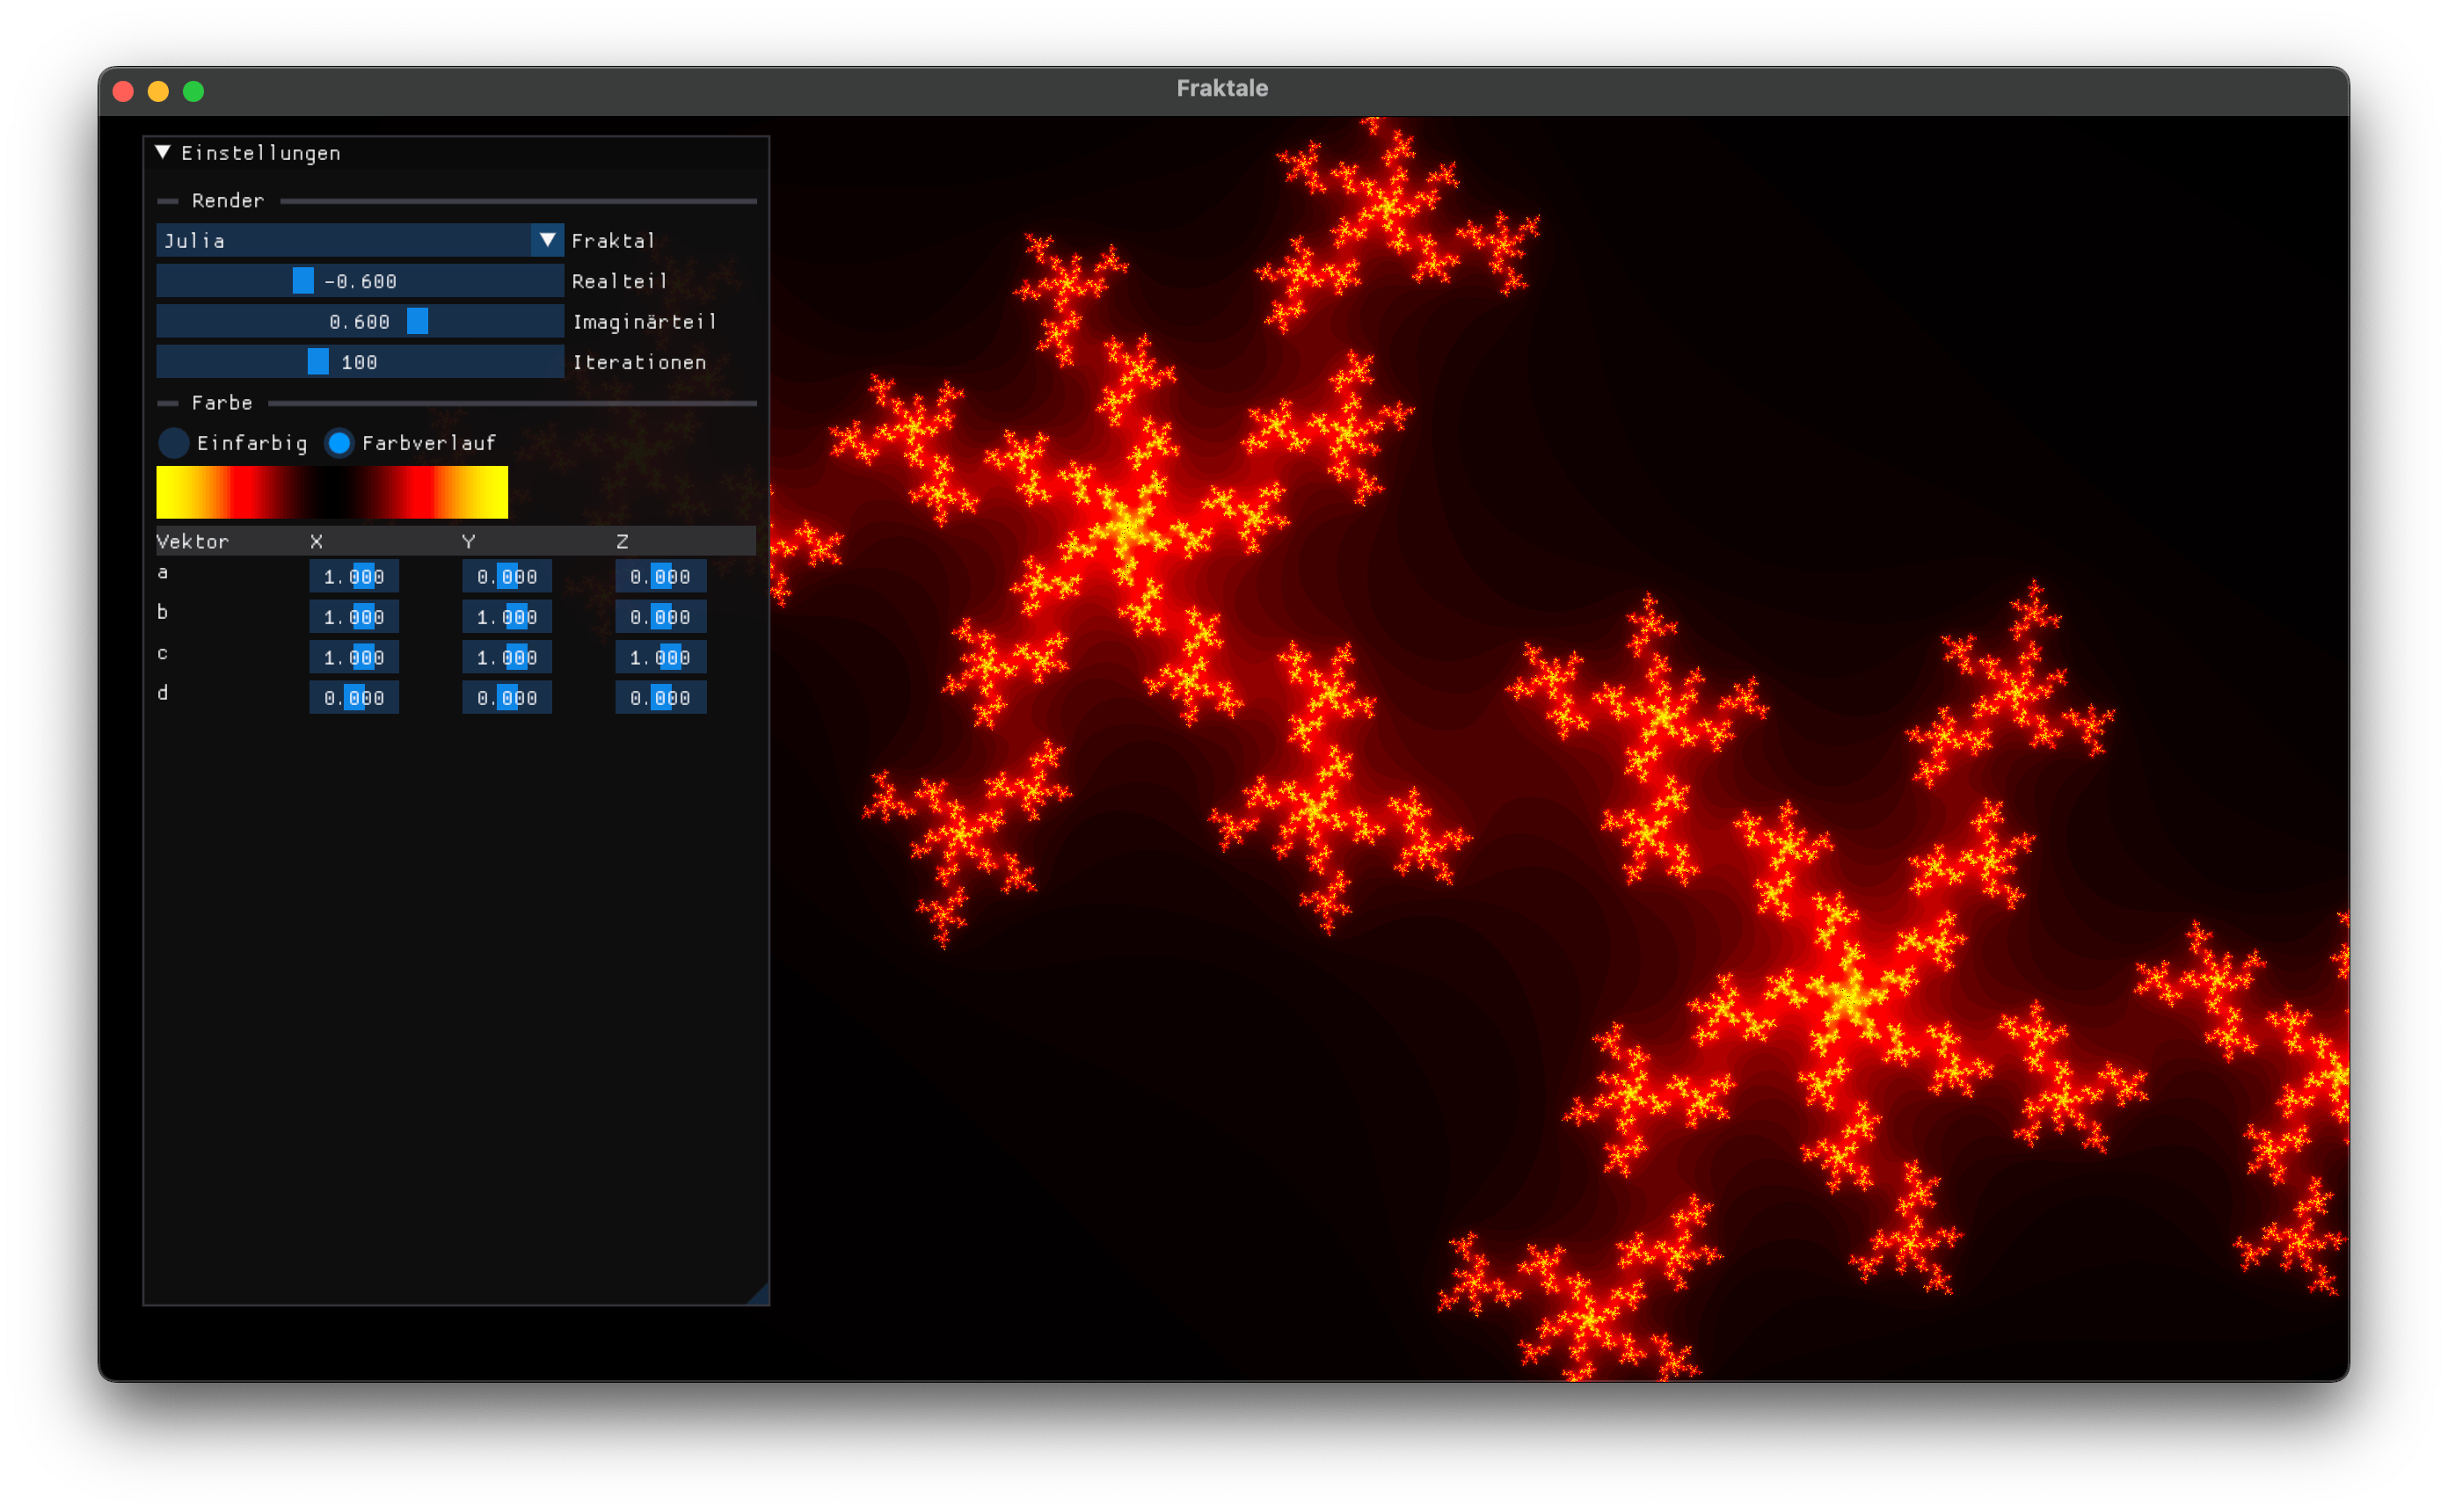 Fraktale
Einstellungen
Render
Julia Fraktal
-0.600 Realteil
0.600 Imaginärteil
100 Iterationen
Farbe
Einfarbig Farbverlauf
Vektor X Y Z
a 1.000 0.000 0.000
b 1.000 1.000 0.000
c 1.000 1.000 1.000
d 0.000 0.000 0.000